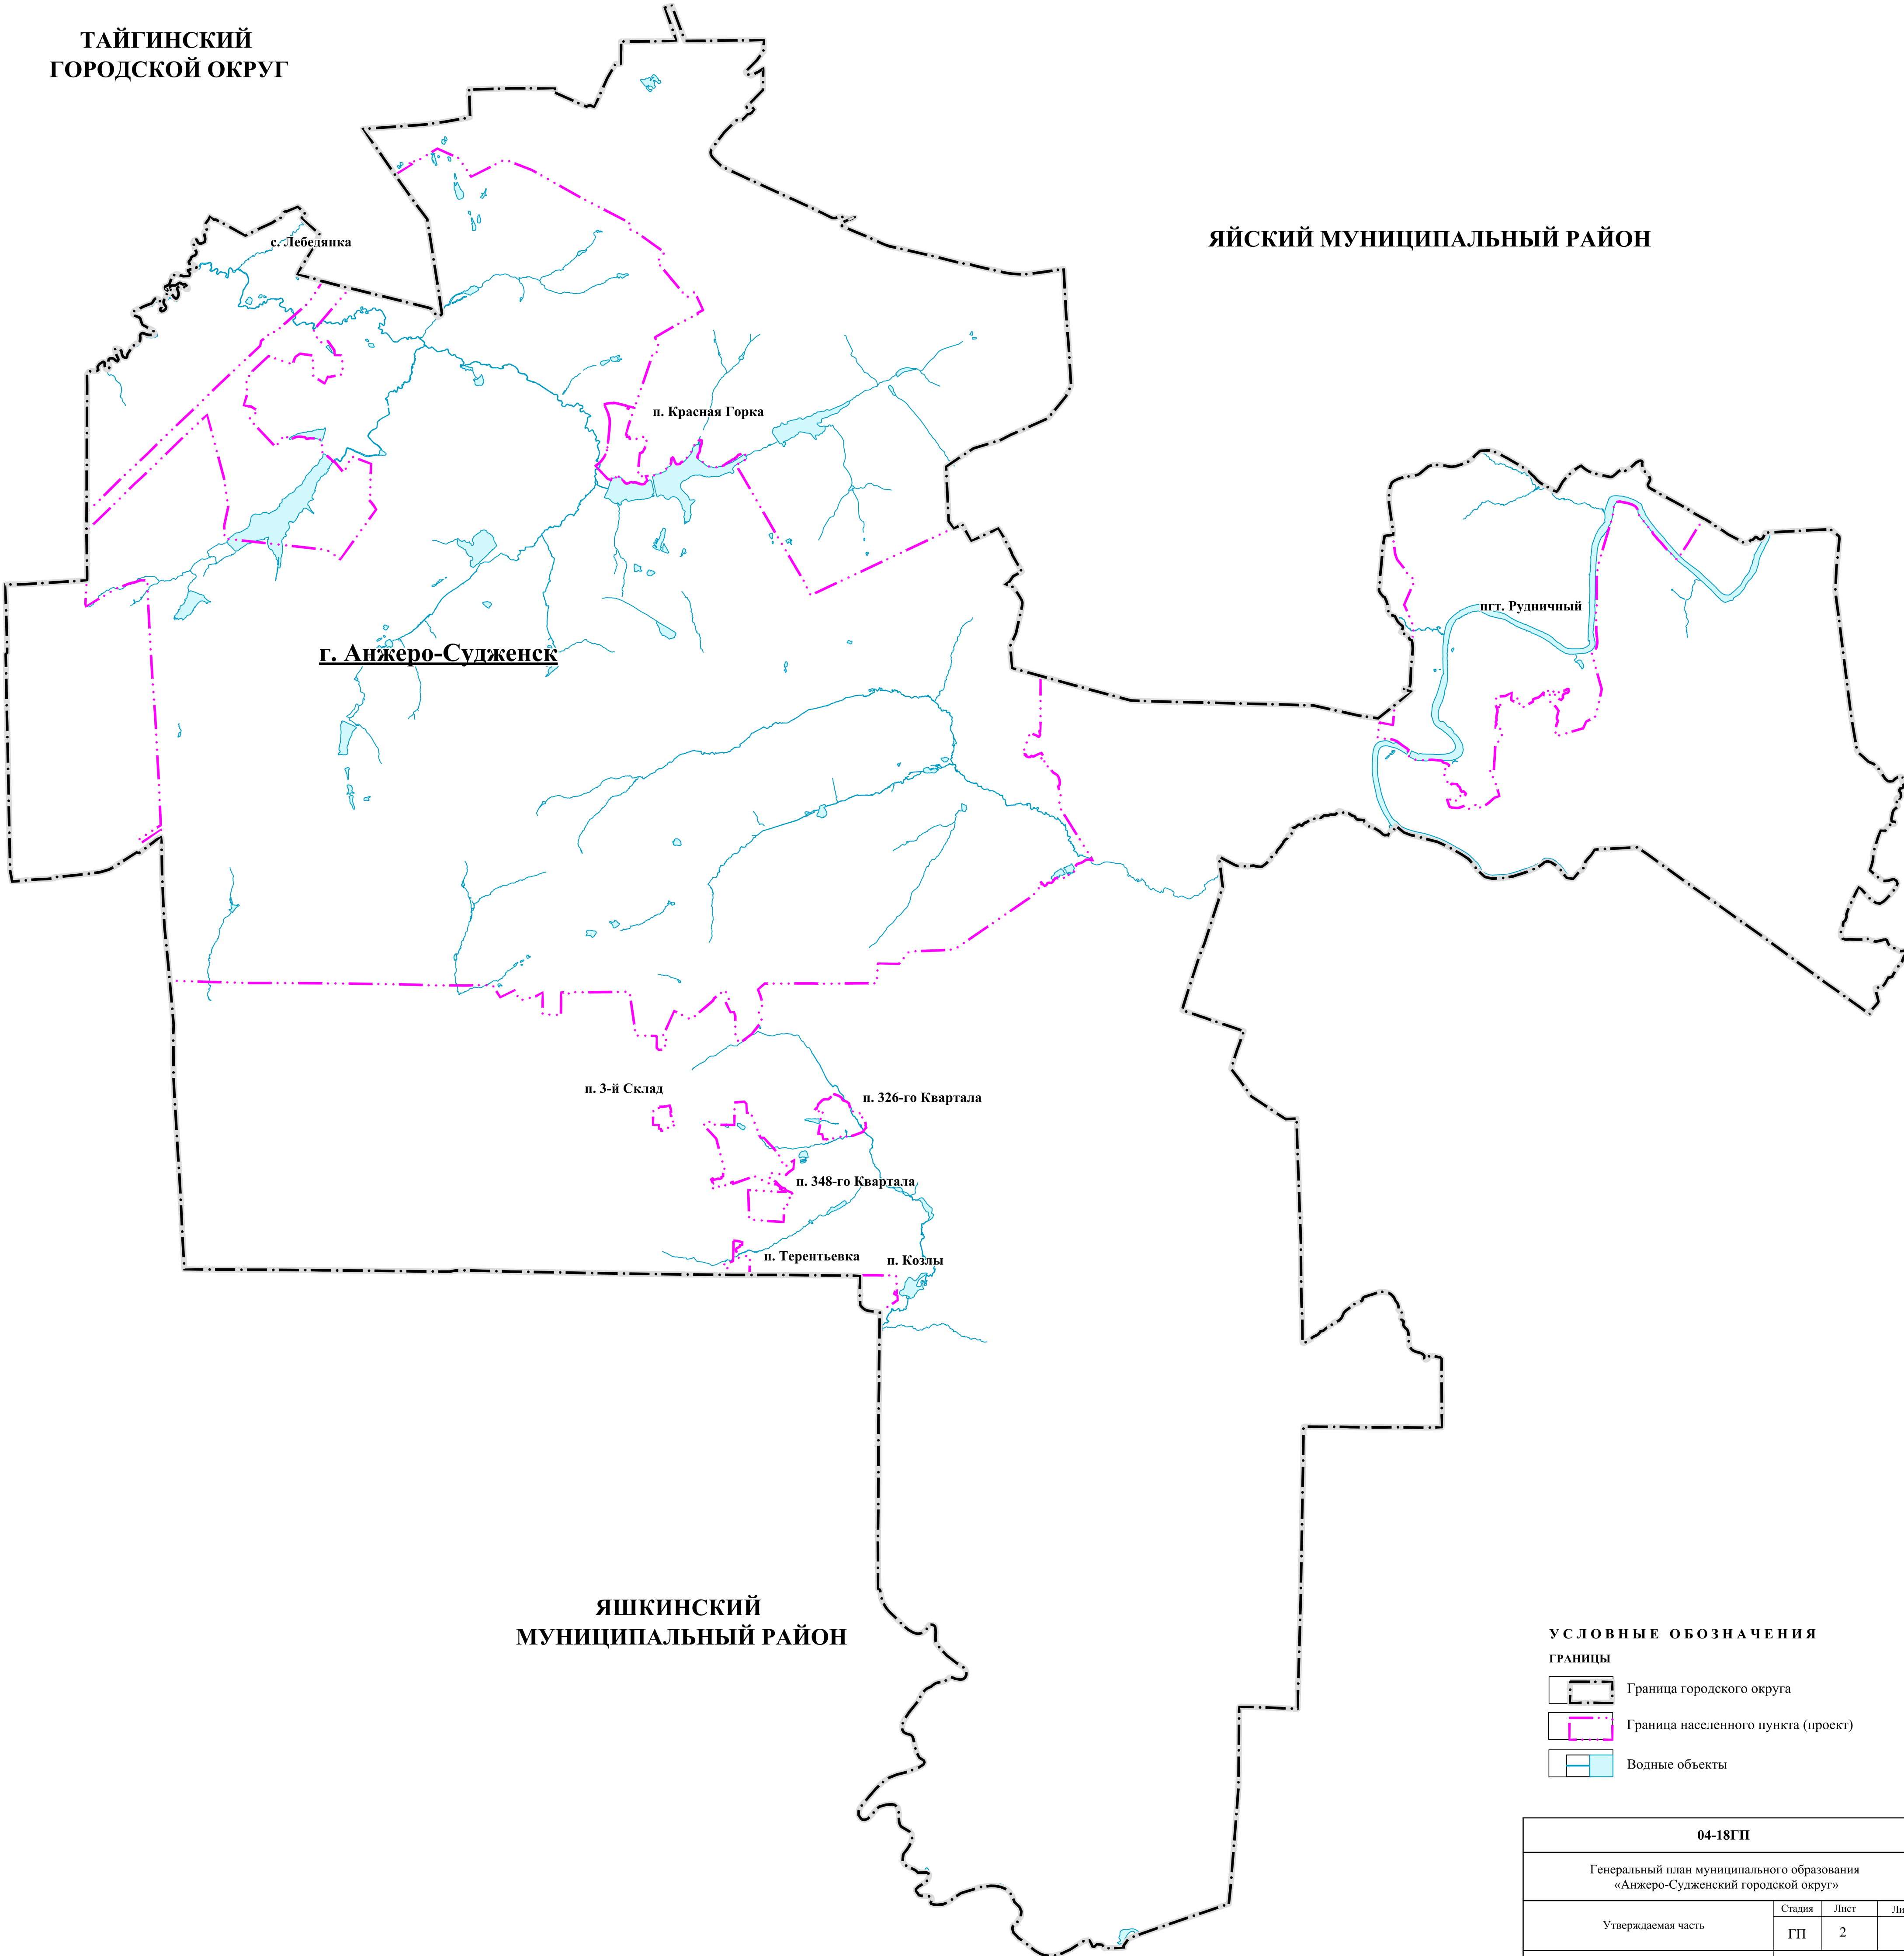 ТАЙГИНСКИЙ
ГОРОДСКОЙ ОКРУГ
ЯЙСКИЙ МУНИЦИПАЛЬНЫЙ РАЙОН
с. Лебедянка
п. Красная Горка
пгт. Рудничный
г. Анжеро-Судженск
п. 3-й Склад
п. 326-го Квартала
п. 348-го Квартала
п. Терентьевка
п. Козлы
ЯШКИНСКИЙ
МУНИЦИПАЛЬНЫЙ РАЙОН
УСЛОВНЫЕ ОБОЗНАЧЕНИЯ
ГРАНИЦЫ
Граница городского округа
Граница населенного пункта (проект)
Водные объекты
04-18ГП
Генеральный план муниципального образования
«Анжеро-Судженский городской округ»
Утверждаемая часть
Стадия Лист
ГП 2